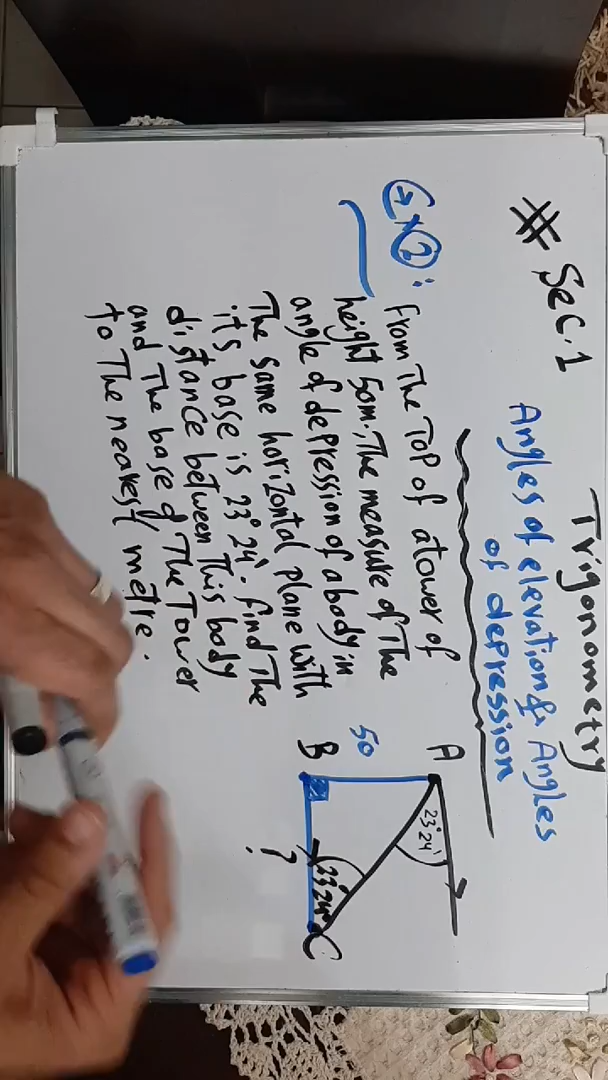 Trigonometry
# Sec.1
Angles of elevation & Angles
of depression
Ex(2):
from The Top of a tower of
height 50m. The measure of The
angle of depression of a body in
The same horizontal plane with
its base is 23° 24'. find The
distance between This body
and The base of The Tower
to The nearest metre.
A
23° 24'
50
B
23° 24'
C
?